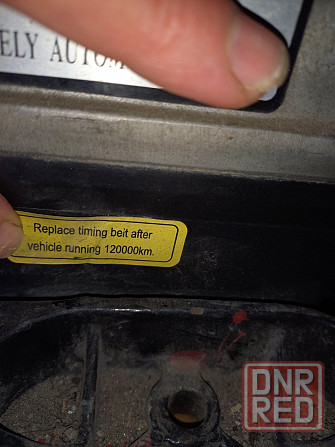 ELY AUTOM
Replace timing beit after
vehicle running 120000km.
DNR
RED